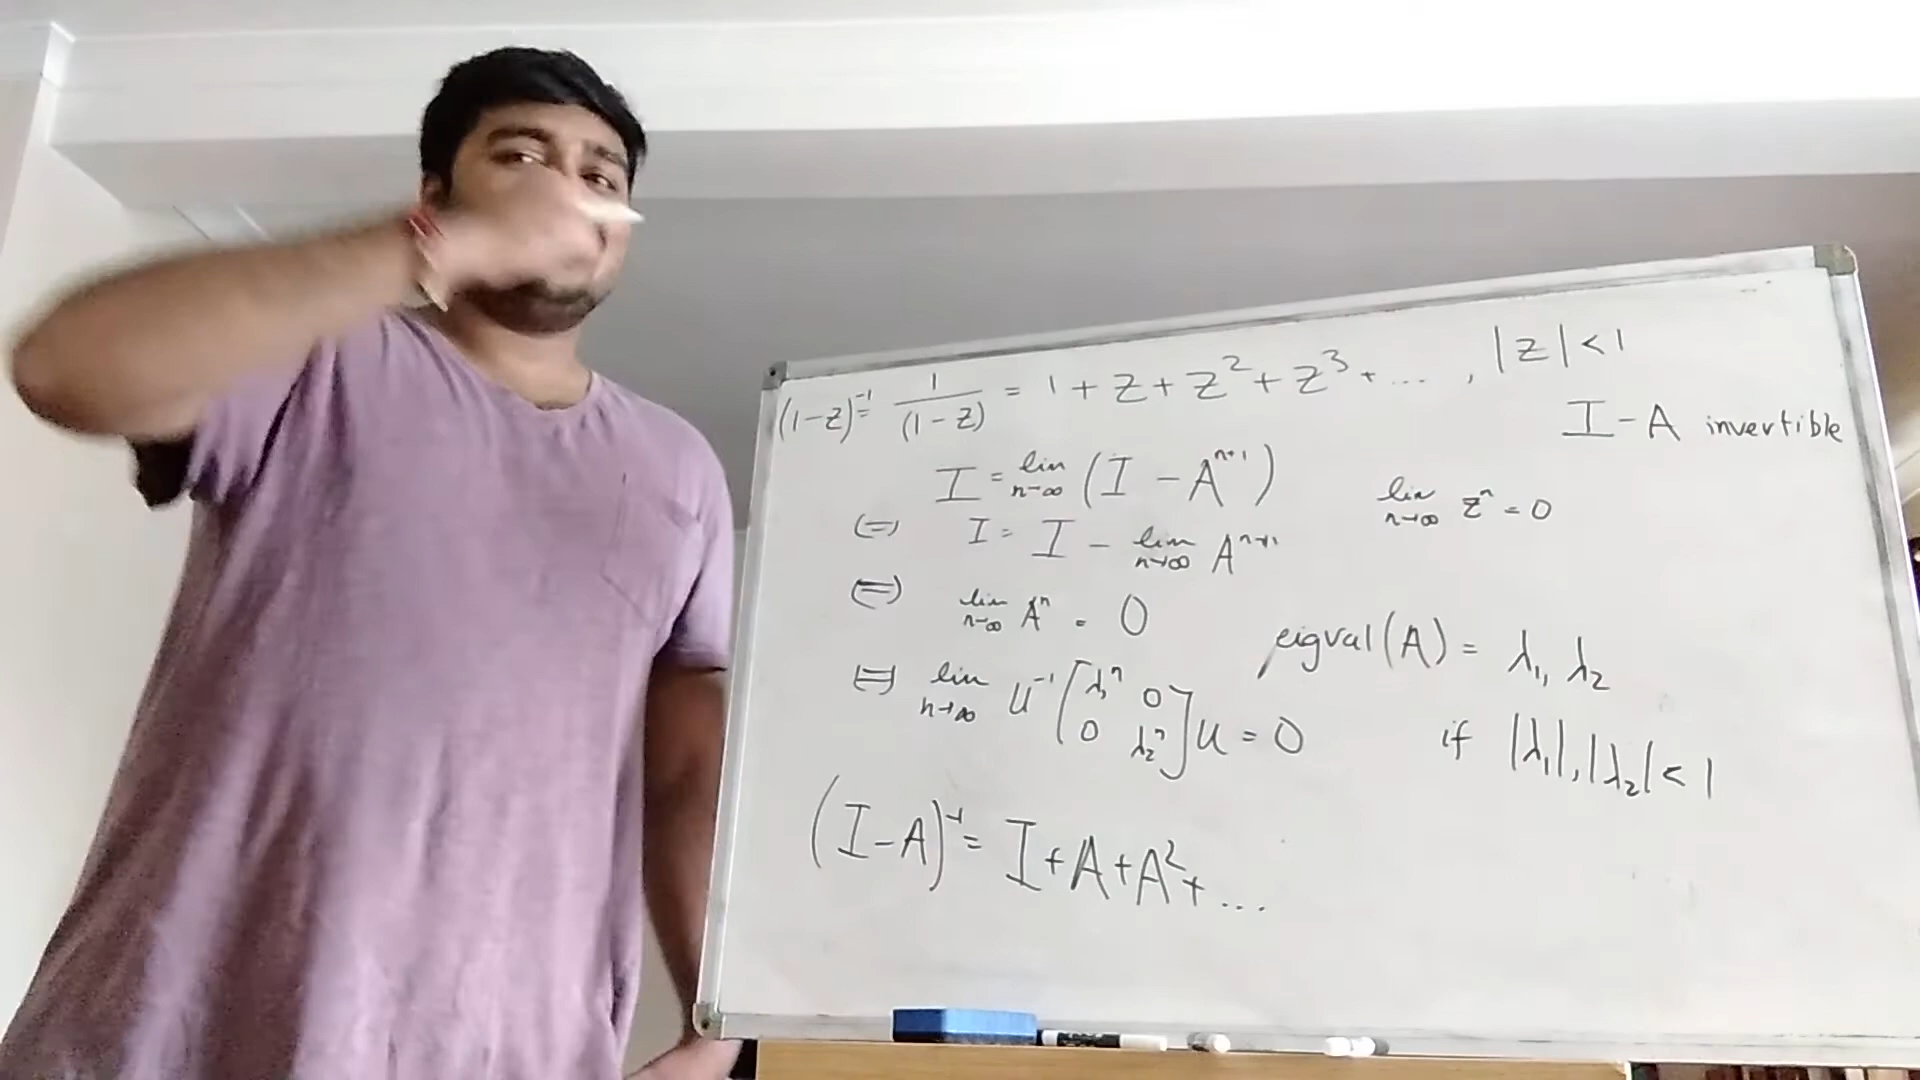 (1-z)⁻¹ = 1/(1-z) = 1 + z + z² + z³ + ... , |z| < 1
I - A invertible
I = lim n→∞ (I - Aⁿ⁺¹)
lim n→∞ zⁿ = 0
⇔ I = I - lim n→∞ Aⁿ⁺¹
⇔ lim n→∞ Aⁿ = 0
eigval(A) = λ₁, λ₂
⇔ lim n→∞ U⁻¹ [λ₁ⁿ 0
0 λ₂ⁿ] U = 0
if |λ₁|, |λ₂| < 1
(I - A)⁻¹ = I + A + A² + ...